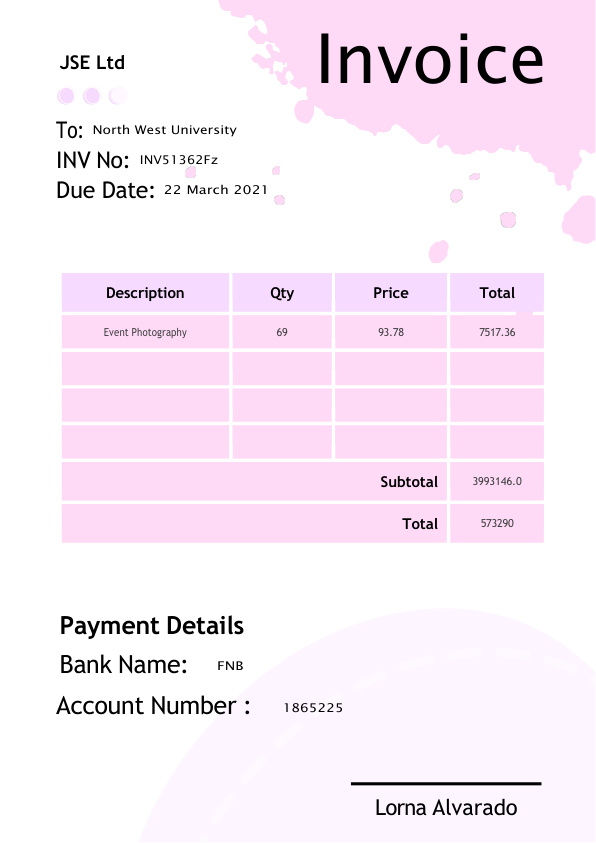 Invoice
JSE Ltd
To: North West University
INV No: INV51362Fz
Due Date: 22 March 2021
Description Qty Price Total
Event Photography 69 93.78 7517.36
Subtotal 3993146.0
Total 573290
Payment Details
Bank Name: FNB
Account Number : 1865225
Lorna Alvarado